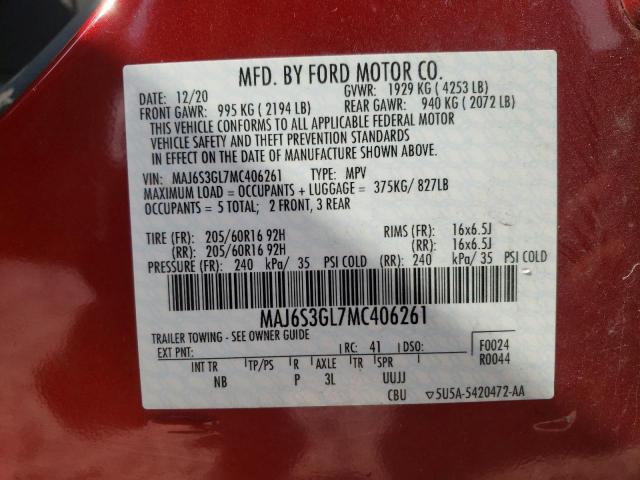 MFD. BY FORD MOTOR CO.
DATE: 12/20 GVWR: 1929 KG ( 4253 LB)
FRONT GAWR: 995 KG ( 2194 LB) REAR GAWR: 940 KG ( 2072 LB)
THIS VEHICLE CONFORMS TO ALL APPLICABLE FEDERAL MOTOR
VEHICLE SAFETY AND THEFT PREVENTION STANDARDS
IN EFFECT ON THE DATE OF MANUFACTURE SHOWN ABOVE.
VIN: MAJ6S3GL7MC406261 TYPE: MPV
MAXIMUM LOAD = OCCUPANTS + LUGGAGE = 375KG/ 827LB
OCCUPANTS = 5 TOTAL; 2 FRONT, 3 REAR
TIRE (FR): 205/60R16 92H RIMS (FR): 16x6.5J
(RR): 205/60R16 92H (RR): 16x6.5J
PRESSURE (FR): 240 kPa/ 35 PSI COLD (RR): 240 kPa/ 35 PSI COLD
MAJ6S3GL7MC406261
TRAILER TOWING - SEE OWNER GUIDE F0024
EXT PNT: RC: 41 DSO: R0044
INT TR TP/PS R AXLE TR SPR
NB P 3L UUJJ
CBU ▽5U5A-5420472-AA